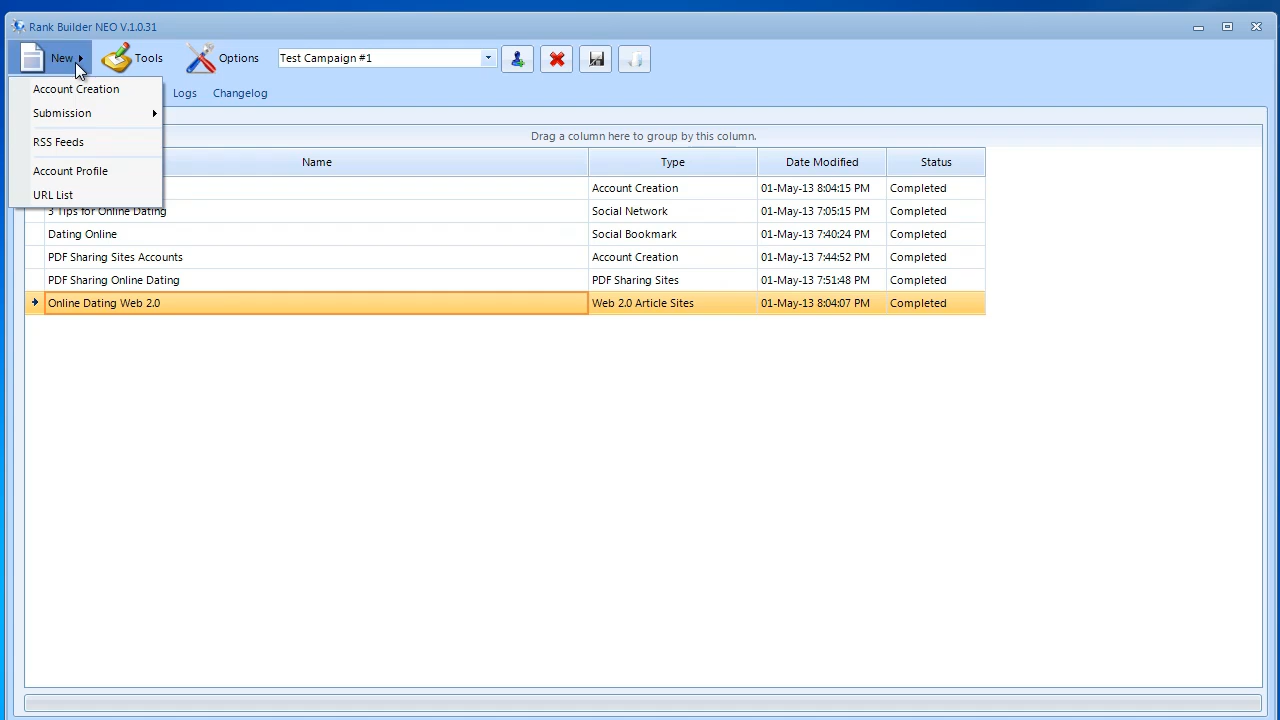 Rank Builder NEO V.1.0.31
New Tools Options Test Campaign #1
Account Creation
Submission
RSS Feeds
Account Profile
URL List
Logs Changelog
Drag a column here to group by this column.
Name Type Date Modified Status
Account Creation 01-May-13 8:04:15 PM Completed
3 Tips for Online Dating Social Network 01-May-13 7:05:15 PM Completed
Dating Online Social Bookmark 01-May-13 7:40:24 PM Completed
PDF Sharing Sites Accounts Account Creation 01-May-13 7:44:52 PM Completed
PDF Sharing Online Dating PDF Sharing Sites 01-May-13 7:51:48 PM Completed
Online Dating Web 2.0 Web 2.0 Article Sites 01-May-13 8:04:07 PM Completed